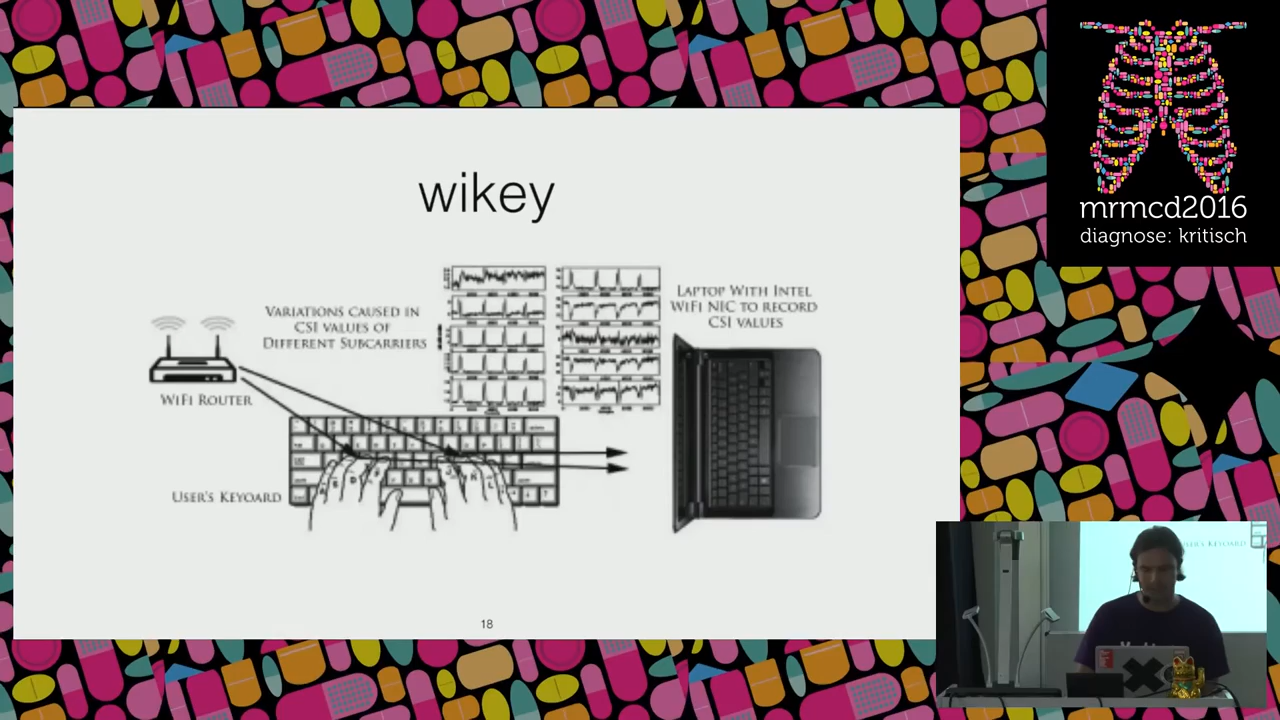 wikey
VARIATIONS CAUSED IN
CSI VALUES OF
DIFFERENT SUBCARRIERS
LAPTOP WITH INTEL
WIFI NIC TO RECORD
CSI VALUES
WIFI ROUTER
USER'S KEYOARD
18
mrmcd2016
diagnose: kritisch